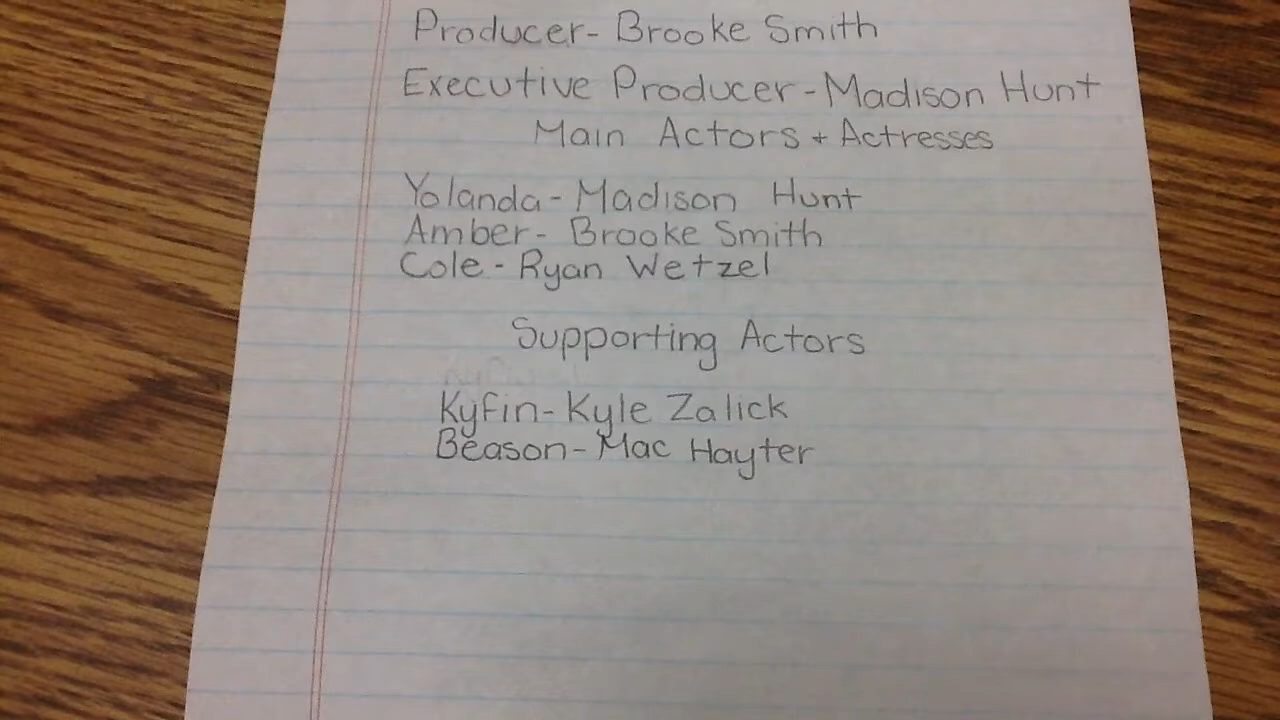 Producer- Brooke Smith
Executive Producer-Madison Hunt
Main Actors + Actresses
Yolanda-Madison Hunt
Amber- Brooke Smith
Cole-Ryan Wetzel
Supporting Actors
Kyfin-Kyle Zalick
Beason-Mac Hayter